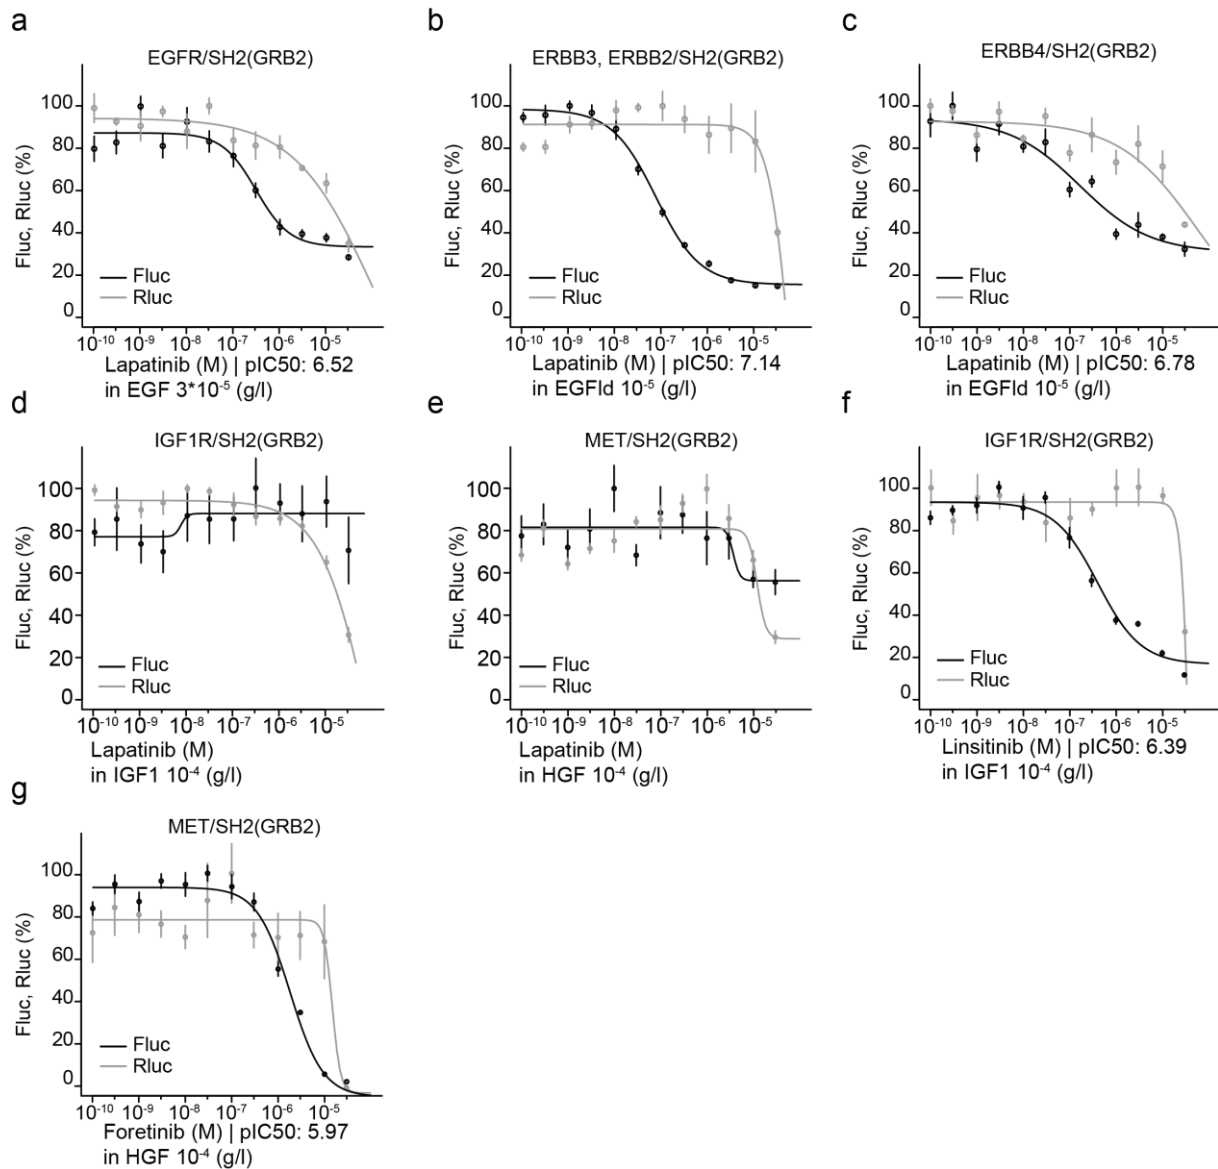 a
EGFR/SH2(GRB2)
Fluc, Rluc (%)
100
80
60
40
20
0
Fluc
Rluc
10-10 10-9 10-8 10-7 10-6 10-5
Lapatinib (M) | pIC50: 6.52
in EGF 3*10-5 (g/l)
b
ERBB3, ERBB2/SH2(GRB2)
Fluc, Rluc (%)
100
80
60
40
20
0
Fluc
Rluc
10-10 10-9 10-8 10-7 10-6 10-5
Lapatinib (M) | pIC50: 7.14
in EGFld 10-5 (g/l)
c
ERBB4/SH2(GRB2)
Fluc, Rluc (%)
100
80
60
40
20
0
Fluc
Rluc
10-10 10-9 10-8 10-7 10-6 10-5
Lapatinib (M) | pIC50: 6.78
in EGFld 10-5 (g/l)
d
IGF1R/SH2(GRB2)
Fluc, Rluc (%)
100
80
60
40
20
0
Fluc
Rluc
10-10 10-9 10-8 10-7 10-6 10-5
Lapatinib (M)
in IGF1 10-4 (g/l)
e
MET/SH2(GRB2)
Fluc, Rluc (%)
100
80
60
40
20
0
Fluc
Rluc
10-10 10-9 10-8 10-7 10-6 10-5
Lapatinib (M)
in HGF 10-4 (g/l)
f
IGF1R/SH2(GRB2)
Fluc, Rluc (%)
100
80
60
40
20
0
Fluc
Rluc
10-10 10-9 10-8 10-7 10-6 10-5
Linsitinib (M) | pIC50: 6.39
in IGF1 10-4 (g/l)
g
MET/SH2(GRB2)
Fluc, Rluc (%)
100
80
60
40
20
0
Fluc
Rluc
10-10 10-9 10-8 10-7 10-6 10-5
Foretinib (M) | pIC50: 5.97
in HGF 10-4 (g/l)